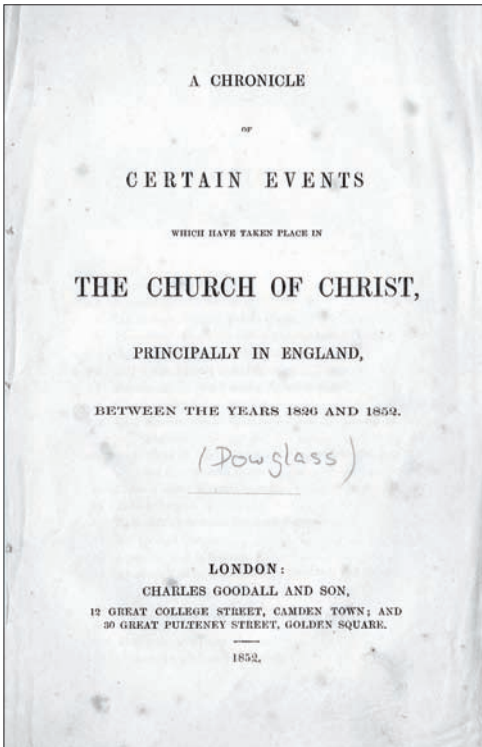 A CHRONICLE
OF
CERTAIN EVENTS
WHICH HAVE TAKEN PLACE IN
THE CHURCH OF CHRIST,
PRINCIPALLY IN ENGLAND,
BETWEEN THE YEARS 1826 AND 1852.
(Dowglass)
LONDON:
CHARLES GOODALL AND SON,
12 GREAT COLLEGE STREET, CAMDEN TOWN; AND
30 GREAT PULTENEY STREET, GOLDEN SQUARE.
1852.